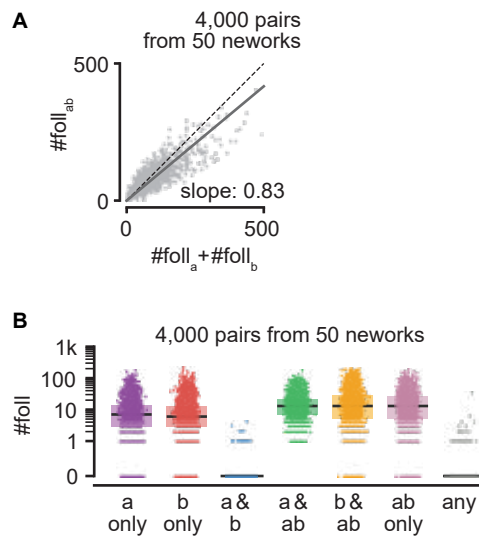 A
4,000 pairs
from 50 neworks
500
#foll_ab
0
slope: 0.83
0
500
#foll_a+#foll_b
B
4,000 pairs from 50 neworks
1k
100
10
1
0
#foll
a only
b only
a & b
a & ab
b & ab
ab only
any